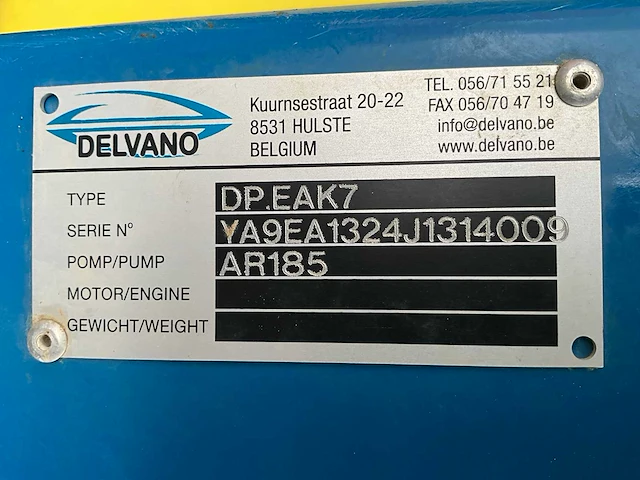 DELVANO
Kuurnsestraat 20-22
8531 HULSTE
BELGIUM
TEL. 056/71 55 21
FAX 056/70 47 19
info@delvano.be
www.delvano.be
TYPE DP.EAK7
SERIE N° YA9EA1324J1314009
POMP/PUMP AR185
MOTOR/ENGINE
GEWICHT/WEIGHT